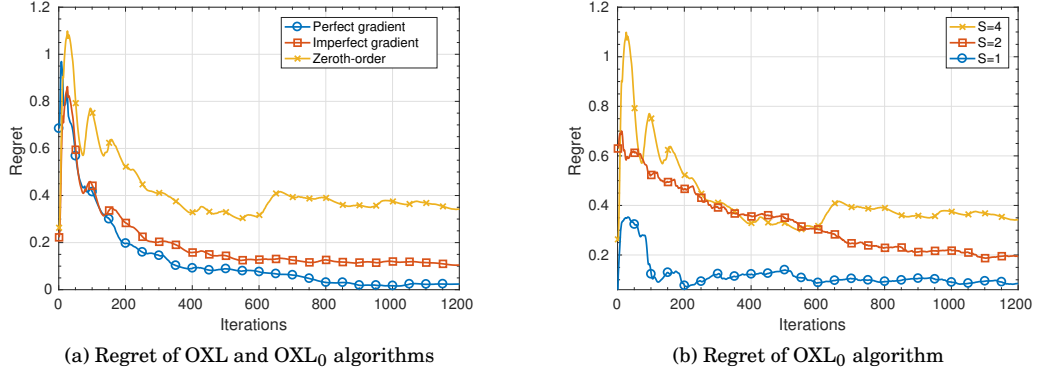 1.2
1
0.8
0.6
0.4
0.2
0
Regret
0 200 400 600 800 1000 1200
Iterations
Perfect gradient
Imperfect gradient
Zeroth-order
(a) Regret of OXL and OXL₀ algorithms
1.2
1
0.8
0.6
0.4
0.2
Regret
0 200 400 600 800 1000 1200
Iterations
S=4
S=2
S=1
(b) Regret of OXL₀ algorithm